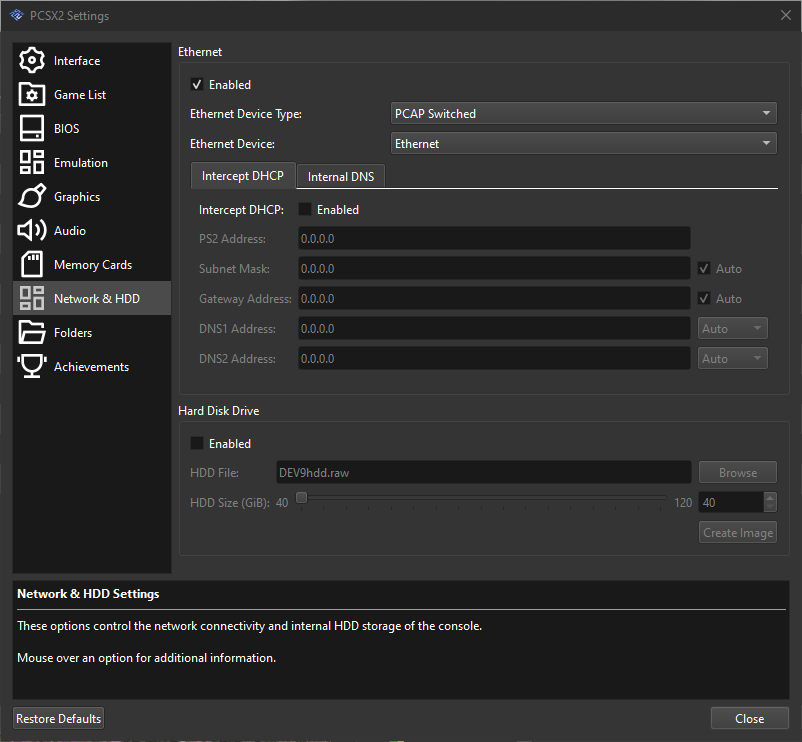 PCSX2 Settings
Interface
Game List
BIOS
Emulation
Graphics
Audio
Memory Cards
Network & HDD
Folders
Achievements
Ethernet
Enabled
Ethernet Device Type: PCAP Switched
Ethernet Device: Ethernet
Intercept DHCP Internal DNS
Intercept DHCP: Enabled
PS2 Address: 0.0.0.0
Subnet Mask: 0.0.0.0 Auto
Gateway Address: 0.0.0.0 Auto
DNS1 Address: 0.0.0.0 Auto
DNS2 Address: 0.0.0.0 Auto
Hard Disk Drive
Enabled
HDD File: DEV9hdd.raw Browse
HDD Size (GiB): 40 120 40
Create Image
Network & HDD Settings
These options control the network connectivity and internal HDD storage of the console.
Mouse over an option for additional information.
Restore Defaults Close